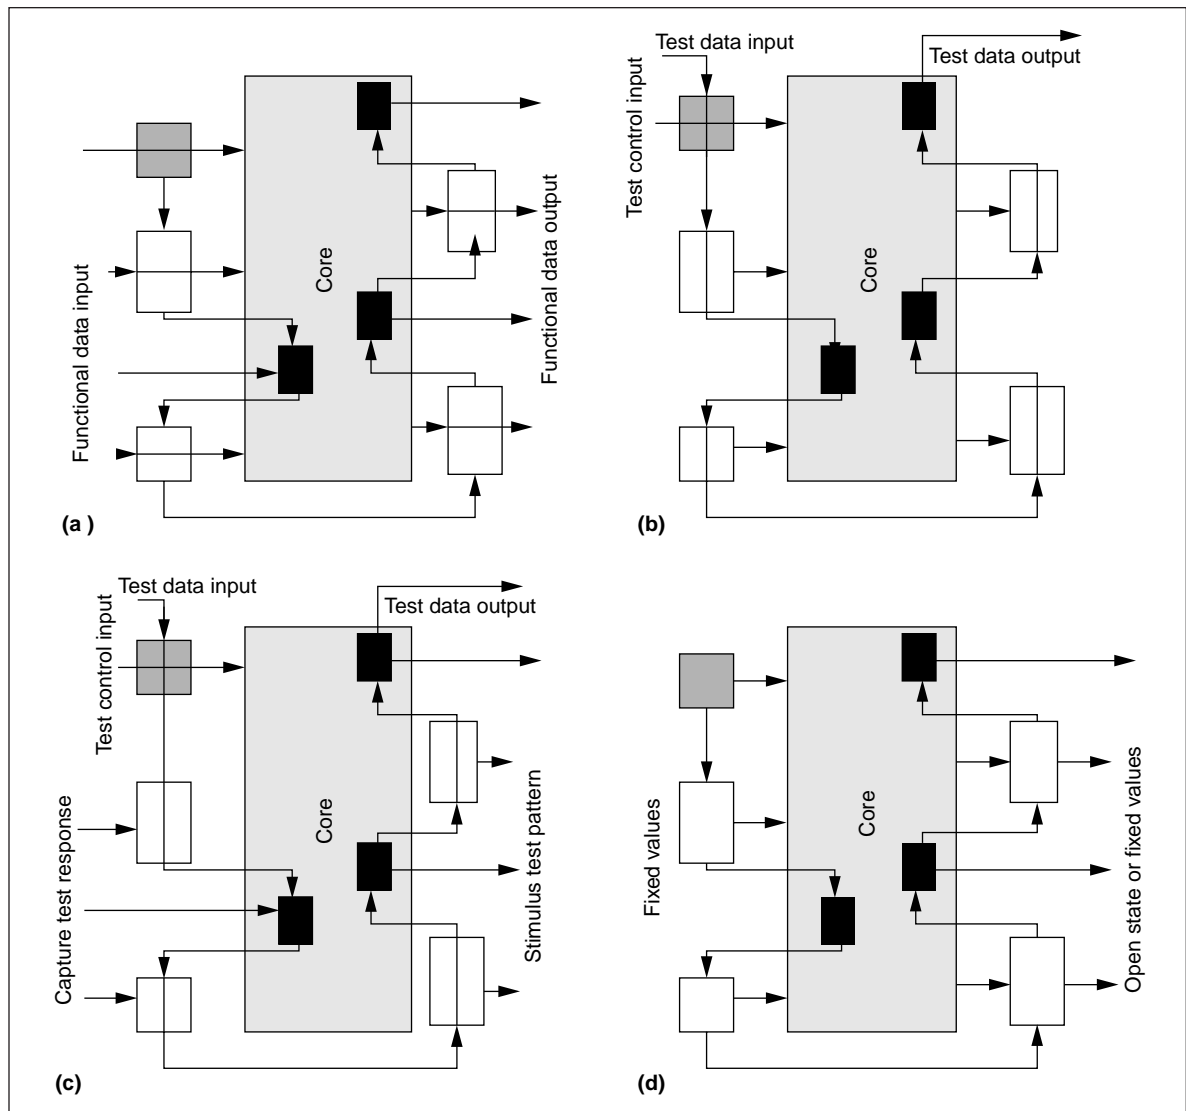 Functional data input
Core
Functional data output
(a )
Test data input
Test data output
Test control input
Core
(b)
Test data input
Test data output
Test control input
Capture test response
Core
Stimulus test pattern
(c)
Fixed values
Core
Open state or fixed values
(d)